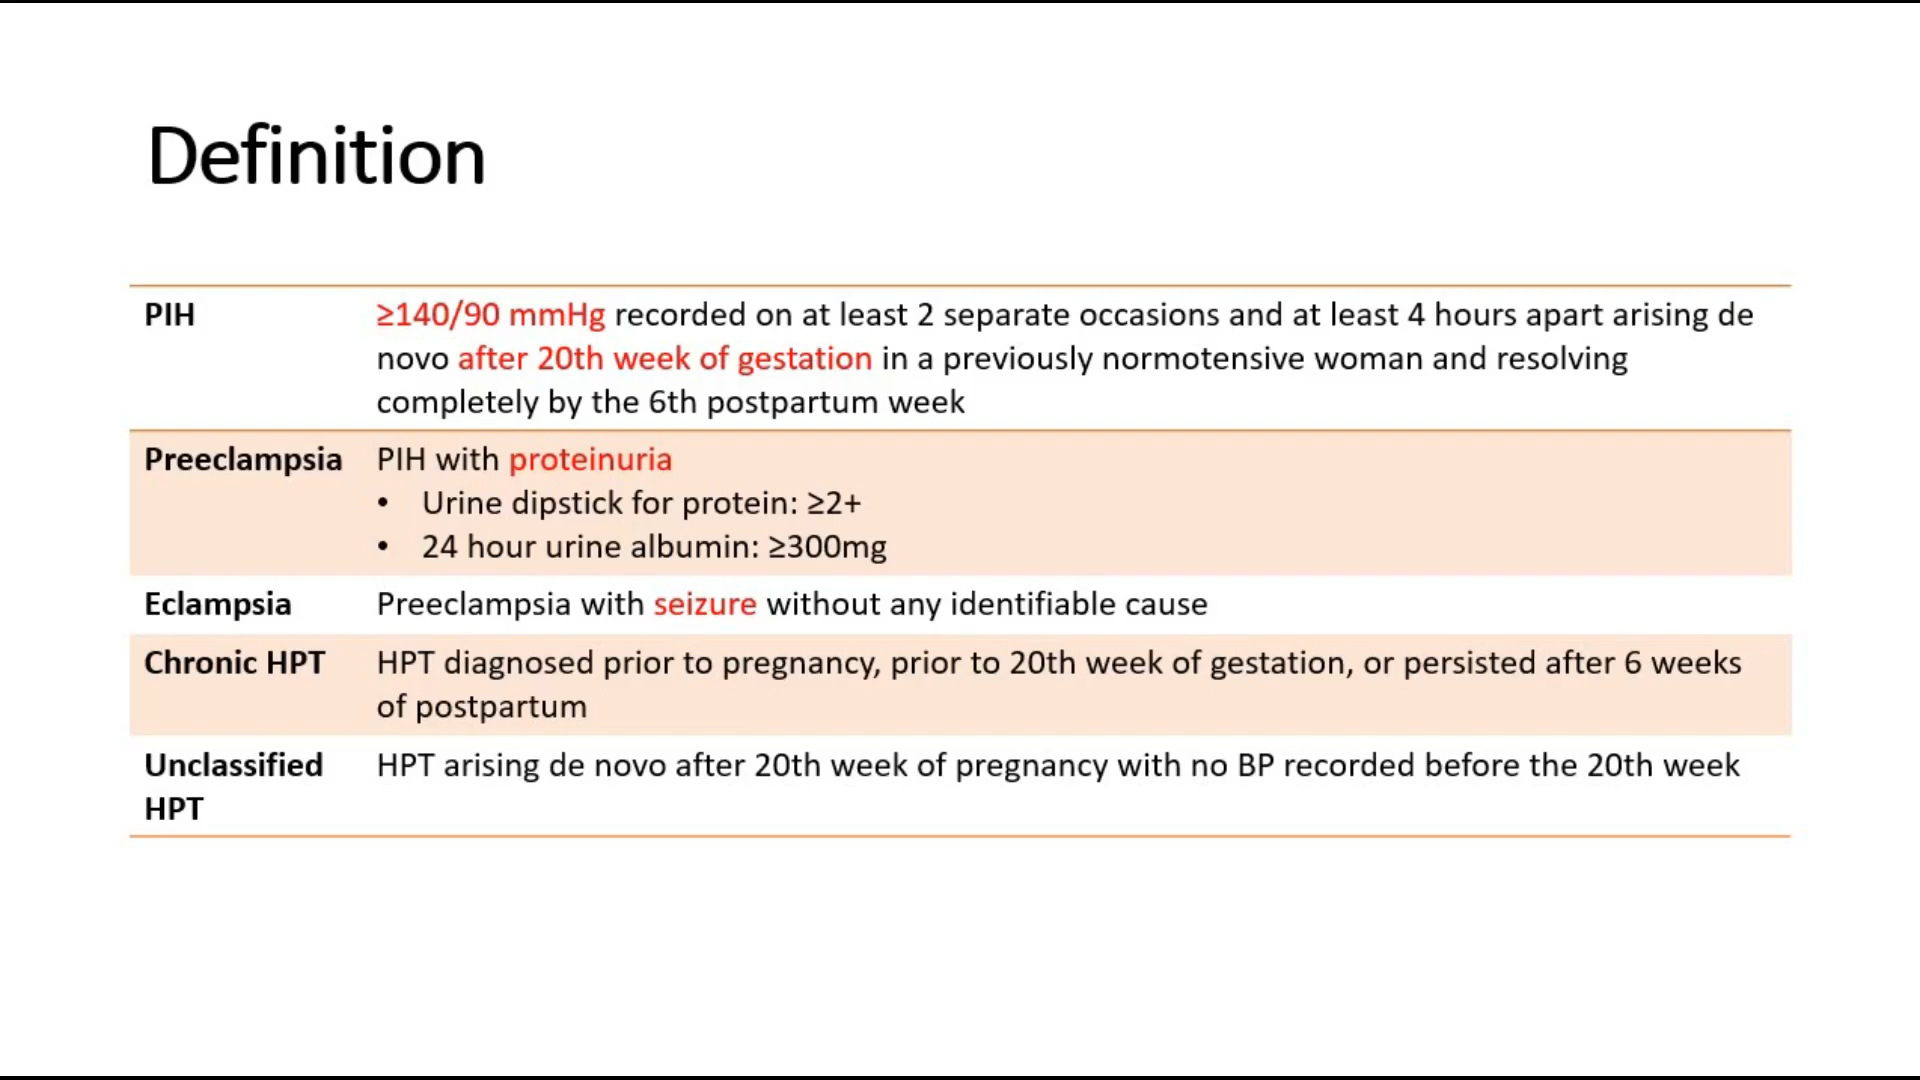 Definition
PIH
≥140/90 mmHg recorded on at least 2 separate occasions and at least 4 hours apart arising de
novo after 20th week of gestation in a previously normotensive woman and resolving
completely by the 6th postpartum week
Preeclampsia
PIH with proteinuria
• Urine dipstick for protein: ≥2+
• 24 hour urine albumin: ≥300mg
Eclampsia
Preeclampsia with seizure without any identifiable cause
Chronic HPT
HPT diagnosed prior to pregnancy, prior to 20th week of gestation, or persisted after 6 weeks
of postpartum
Unclassified
HPT
HPT arising de novo after 20th week of pregnancy with no BP recorded before the 20th week